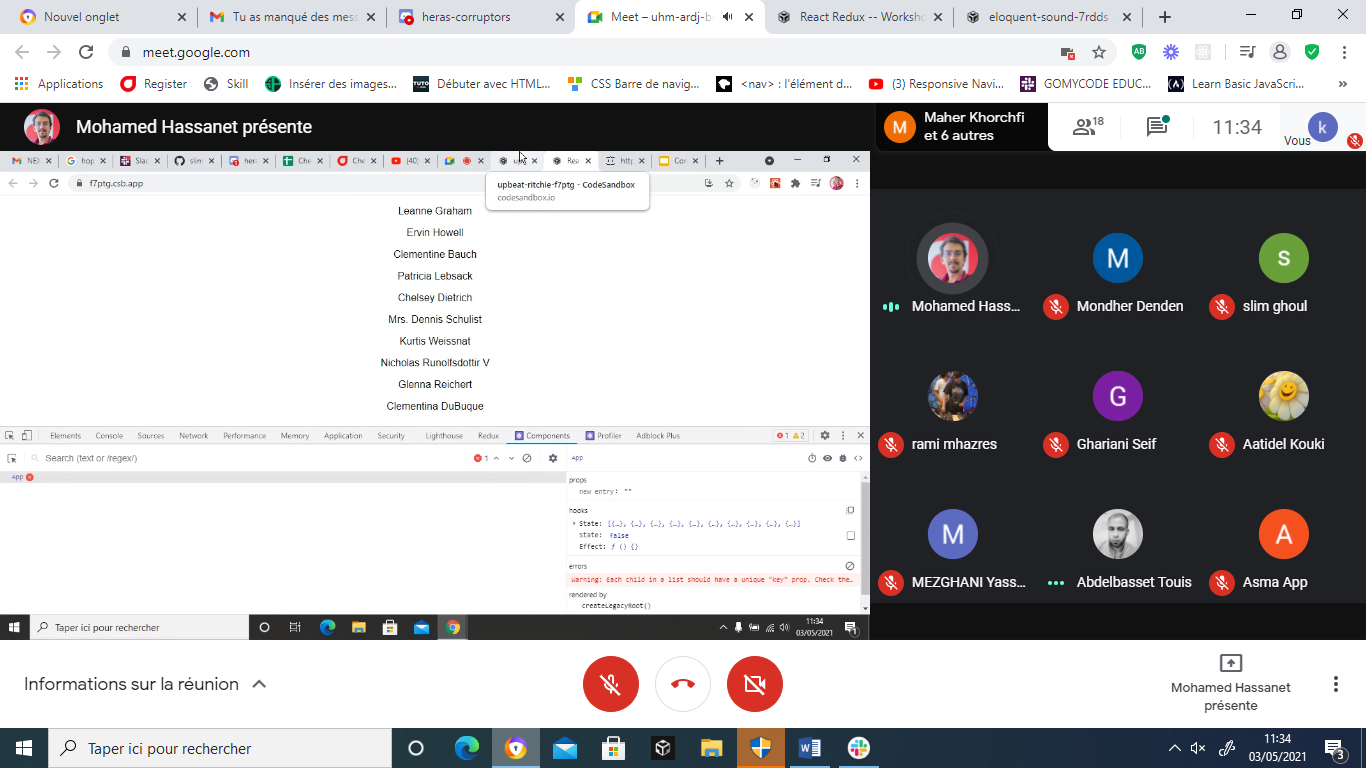 Nouvel onglet
Tu as manqué des mess
heras-corruptors
Meet – uhm-ardj-b
React Redux -- Worksho
eloquent-sound-7rdds
meet.google.com
Applications
Register
Skill
Insérer des images...
Débuter avec HTML...
CSS Barre de navig...
<nav> : l'élément d...
(3) Responsive Navi...
GOMYCODE EDUC...
Learn Basic JavaScri...
Mohamed Hassanet présente
M
Maher Khorchfi
et 6 autres
18
11:34
Vous
k
f7ptg.csb.app
upbeat-ritchie-f7ptg - CodeSandbox
codesandbox.io
Leanne Graham
Ervin Howell
Clementine Bauch
Patricia Lebsack
Chelsey Dietrich
Mrs. Dennis Schulist
Kurtis Weissnat
Nicholas Runolfsdottir V
Glenna Reichert
Clementina DuBuque
Elements
Console
Sources
Network
Performance
Memory
Application
Security
Lighthouse
Redux
Components
Profiler
Adblock Plus
1
2
Search (text or /regex/)
1
App
App
props
new entry: ""
hooks
State: [{…}, {…}, {…}, {…}, {…}, {…}, {…}, {…}, {…}, {…}]
State: false
Effect: ƒ () {}
errors
Warning: Each child in a list should have a unique "key" prop. Check the…
rendered by
createLegacyRoot()
Taper ici pour rechercher
11:34
03/05/2021
Mohamed Hass...
M
Mondher Denden
s
slim ghoul
rami mhazres
G
Ghariani Seif
Aatidel Kouki
M
MEZGHANI Yass...
Abdelbasset Touis
A
Asma App
Informations sur la réunion
Mohamed Hassanet
présente
Taper ici pour rechercher
11:34
03/05/2021
3